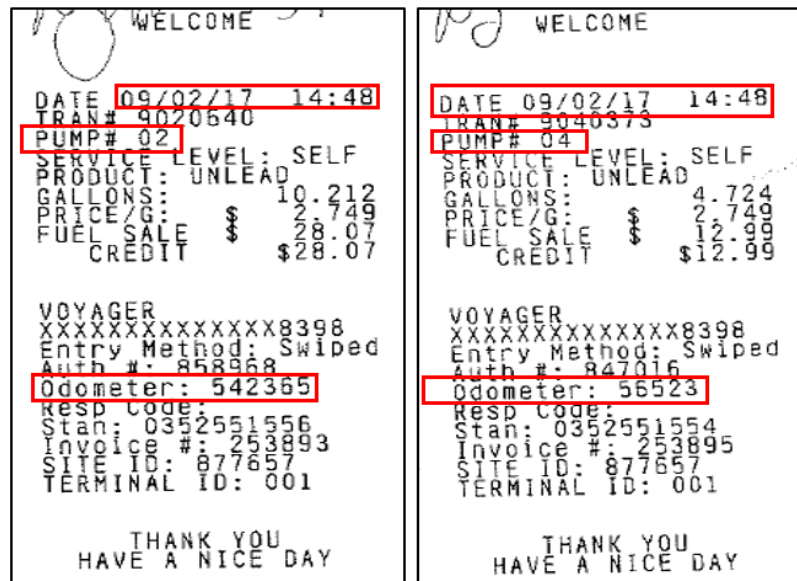 WELCOME
DATE 09/02/17 14:48
TRAN# 9020640
PUMP# 02
SERVICE LEVEL: SELF
PRODUCT: UNLEAD
GALLONS: 10.212
PRICE/G: $ 2.749
FUEL SALE $ 28.07
CREDIT $28.07
VOYAGER
XXXXXXXXXXXXXXX8398
Entry Method: Swiped
Auth #: 858968
Odometer: 542365
Resp Code:
Stan: 0352551556
Invoice #: 253893
SITE ID: 877657
TERMINAL ID: 001
THANK YOU
HAVE A NICE DAY
WELCOME
DATE 09/02/17 14:48
TRAN# 9040373
PUMP# 04
SERVICE LEVEL: SELF
PRODUCT: UNLEAD
GALLONS: 4.724
PRICE/G: $ 2.749
FUEL SALE $ 12.99
CREDIT $12.99
VOYAGER
XXXXXXXXXXXXXXX8398
Entry Method: Swiped
Auth #: 847016
Odometer: 56523
Resp Code:
Stan: 0352551554
Invoice #: 253895
SITE ID: 877657
TERMINAL ID: 001
THANK YOU
HAVE A NICE DAY